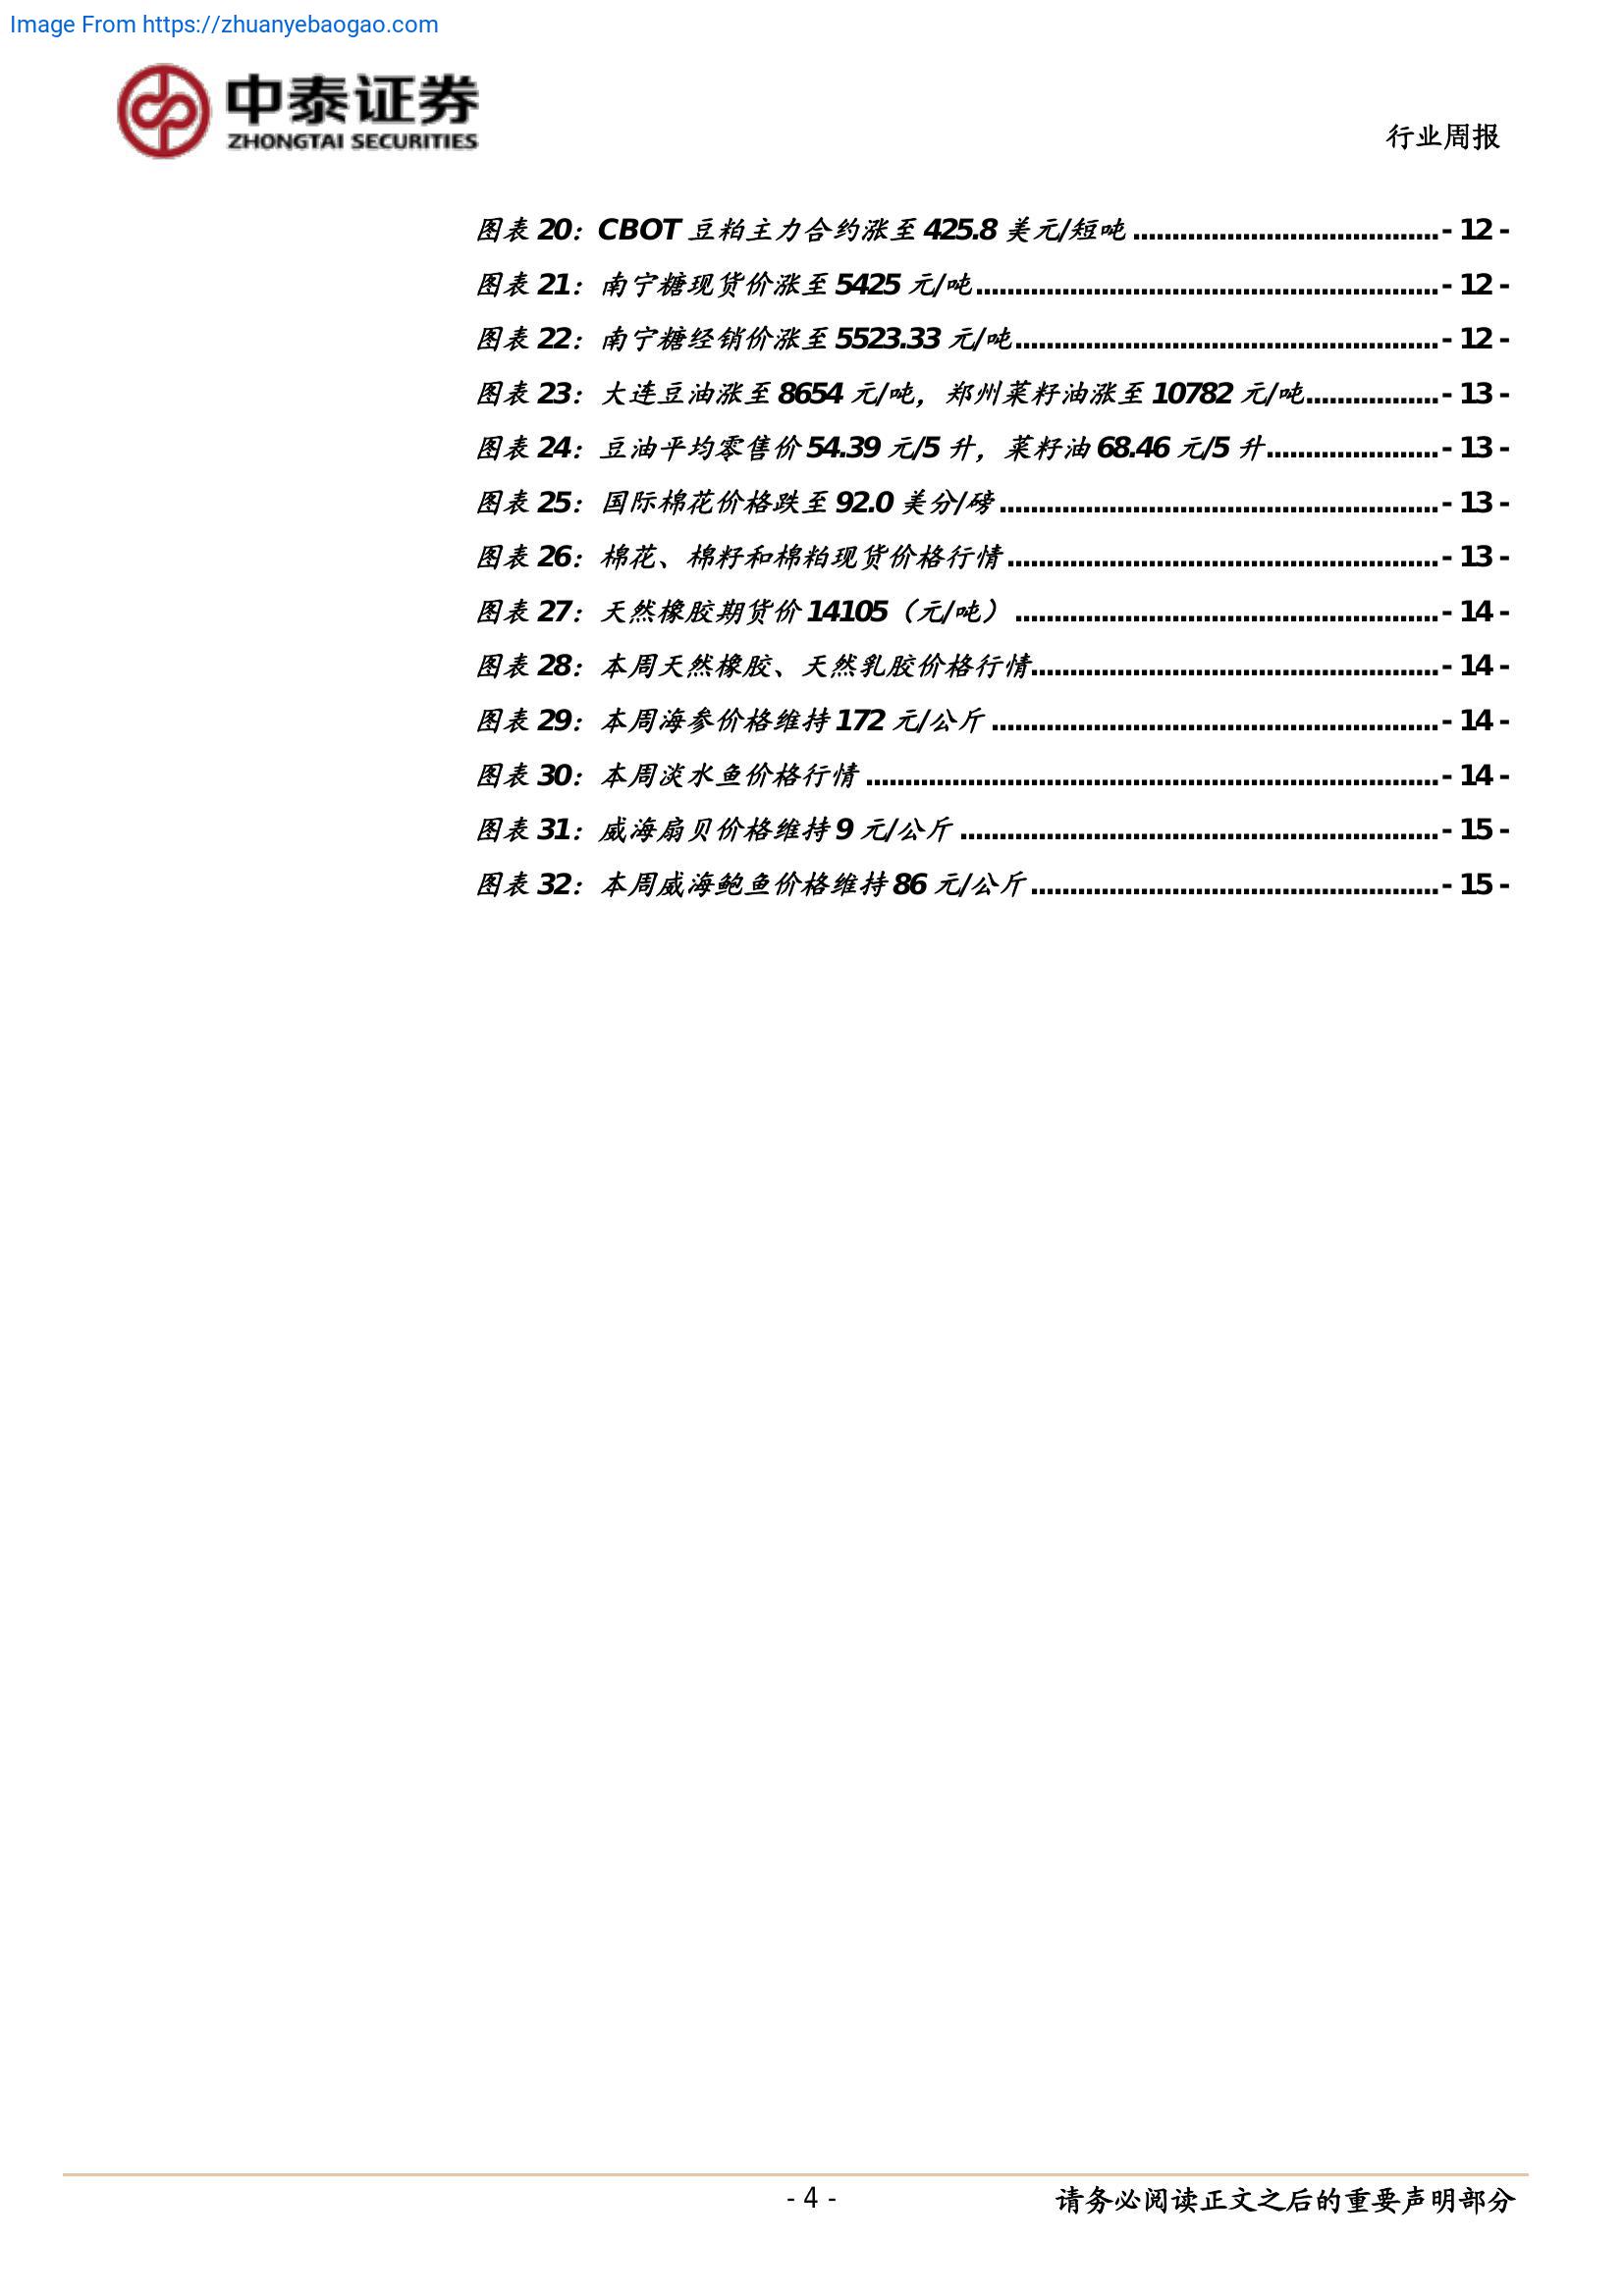 Image From https://zhuanyebaogao.com
中泰证券
ZHONGTAI SECURITIES
行业周报
图表 20：CBOT 豆粕主力合约涨至 425.8 美元/短吨.......................................- 12 -
图表 21：南宁糖现货价涨至 5425 元/吨...........................................................- 12 -
图表 22：南宁糖经销价涨至 5523.33 元/吨......................................................- 12 -
图表 23：大连豆油涨至 8654 元/吨，郑州菜籽油涨至 10782 元/吨.................- 13 -
图表 24：豆油平均零售价 54.39 元/5 升，菜籽油 68.46 元/5 升......................- 13 -
图表 25：国际棉花价格跌至 92.0 美分/磅........................................................- 13 -
图表 26：棉花、棉籽和棉粕现货价格行情.......................................................- 13 -
图表 27：天然橡胶期货价 14105（元/吨）......................................................- 14 -
图表 28：本周天然橡胶、天然乳胶价格行情....................................................- 14 -
图表 29：本周海参价格维持 172 元/公斤.........................................................- 14 -
图表 30：本周淡水鱼价格行情.........................................................................- 14 -
图表 31：威海扇贝价格维持 9 元/公斤.............................................................- 15 -
图表 32：本周威海鲍鱼价格维持 86 元/公斤....................................................- 15 -
- 4 -
请务必阅读正文之后的重要声明部分